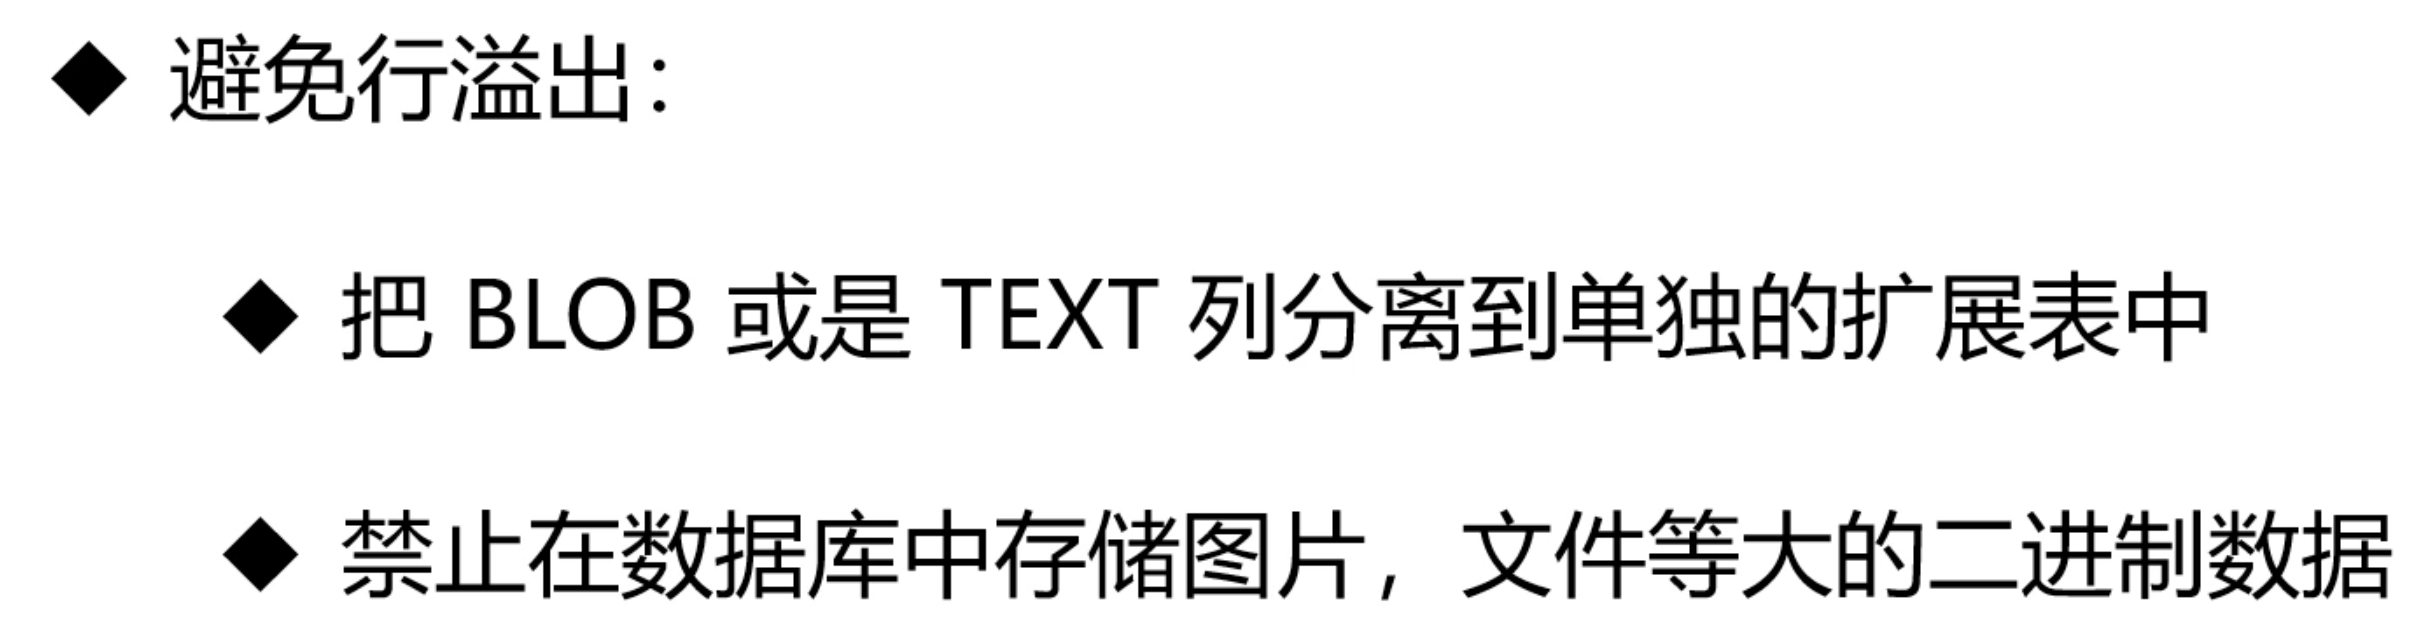 ◆ 避免行溢出：
◆ 把 BLOB 或是 TEXT 列分离到单独的扩展表中
◆ 禁止在数据库中存储图片，文件等大的二进制数据